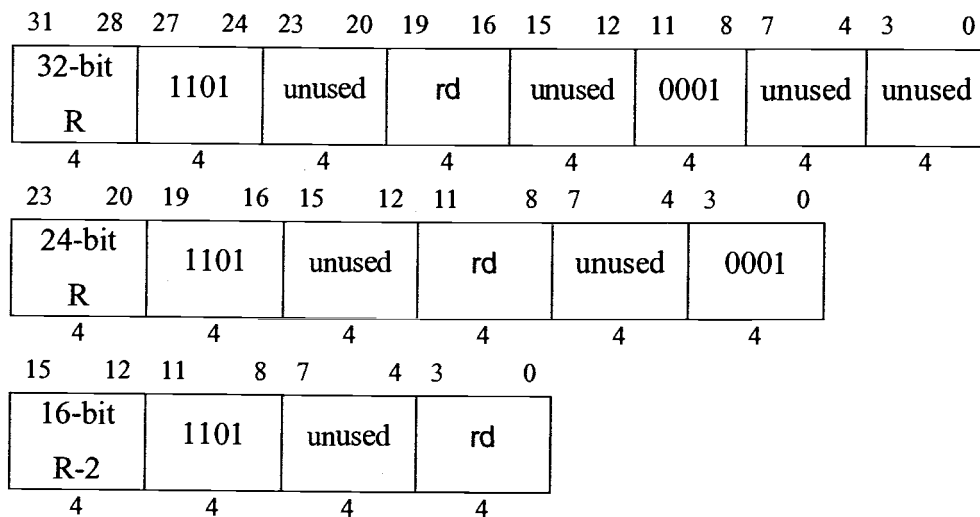 31 28 27 24 23 20 19 16 15 12 11 8 7 4 3 0
32-bit R 1101 unused rd unused 0001 unused unused
4 4 4 4 4 4 4 4
23 20 19 16 15 12 11 8 7 4 3 0
24-bit R 1101 unused rd unused 0001
4 4 4 4 4 4
15 12 11 8 7 4 3 0
16-bit R-2 1101 unused rd
4 4 4 4